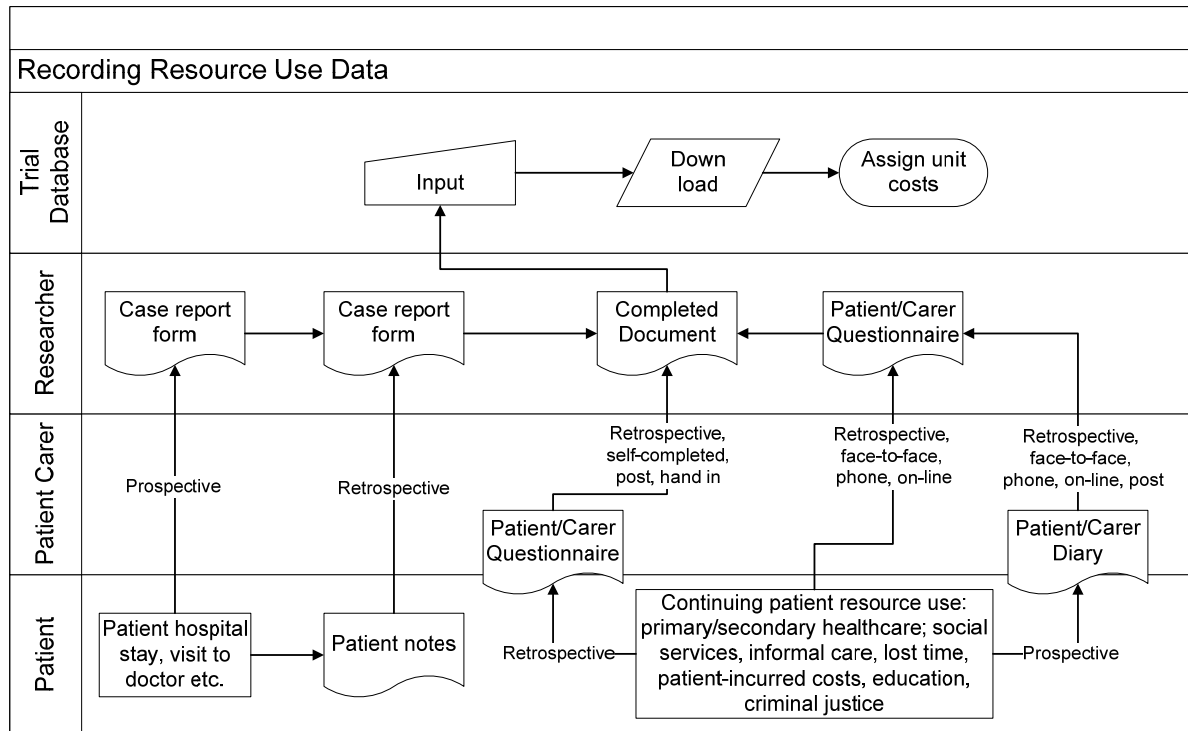 Recording Resource Use Data
Trial
Database
Input
Down
load
Assign unit
costs
Researcher
Case report
form
Case report
form
Completed
Document
Patient/Carer
Questionnaire
Patient Carer
Prospective
Retrospective
Retrospective,
self-completed,
post, hand in
Retrospective,
face-to-face,
phone, on-line
Retrospective,
face-to-face,
phone, on-line, post
Patient/Carer
Questionnaire
Patient/Carer
Diary
Patient
Patient hospital
stay, visit to
doctor etc.
Patient notes
Retrospective
Continuing patient resource use:
primary/secondary healthcare; social
services, informal care, lost time,
patient-incurred costs, education,
criminal justice
Prospective